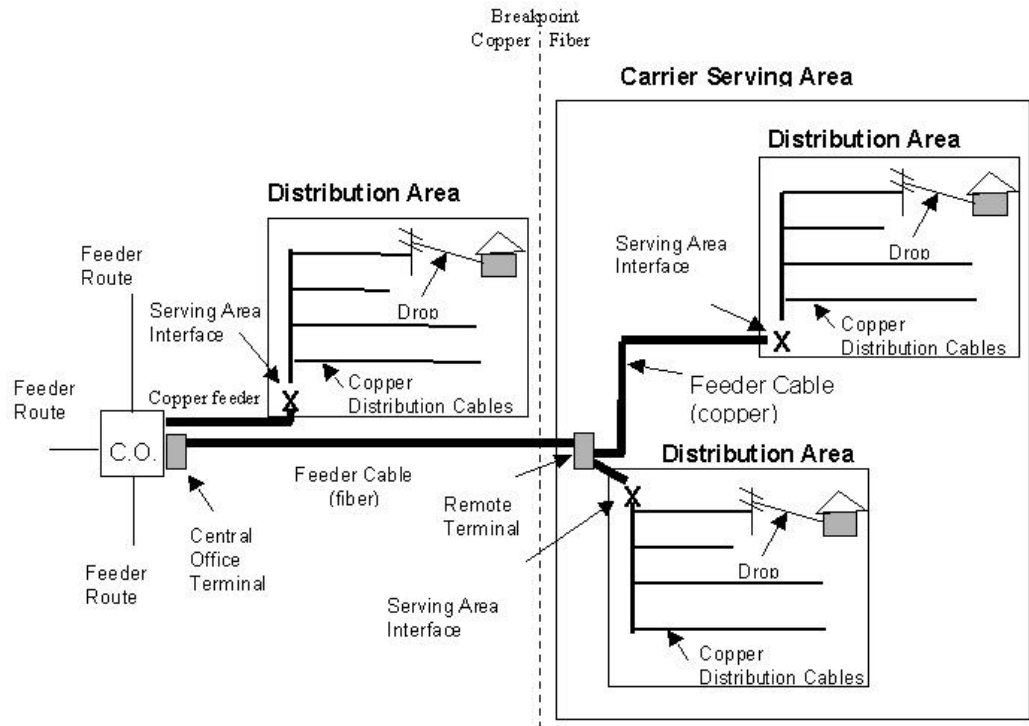 Breakpoint
Copper Fiber
Carrier Serving Area
Distribution Area
Distribution Area
Feeder
Route
Serving Area
Interface
Drop
Serving Area
Interface
Drop
Copper
Distribution Cables
Feeder
Route
Copper feeder
Copper
Distribution Cables
Feeder Cable
(copper)
C.O.
Distribution Area
Feeder Cable
(fiber)
Remote
Terminal
Central
Office
Terminal
Feeder
Route
Drop
Serving Area
Interface
Copper
Distribution Cables